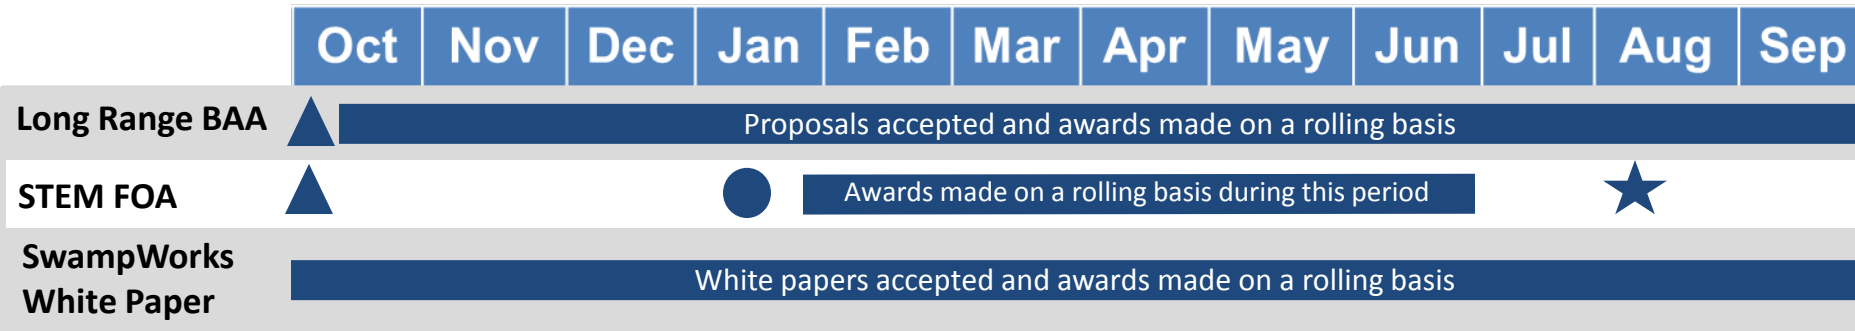 Oct Nov Dec Jan Feb Mar Apr May Jun Jul Aug Sep
Long Range BAA
Proposals accepted and awards made on a rolling basis
STEM FOA
Awards made on a rolling basis during this period
SwampWorks
White Paper
White papers accepted and awards made on a rolling basis